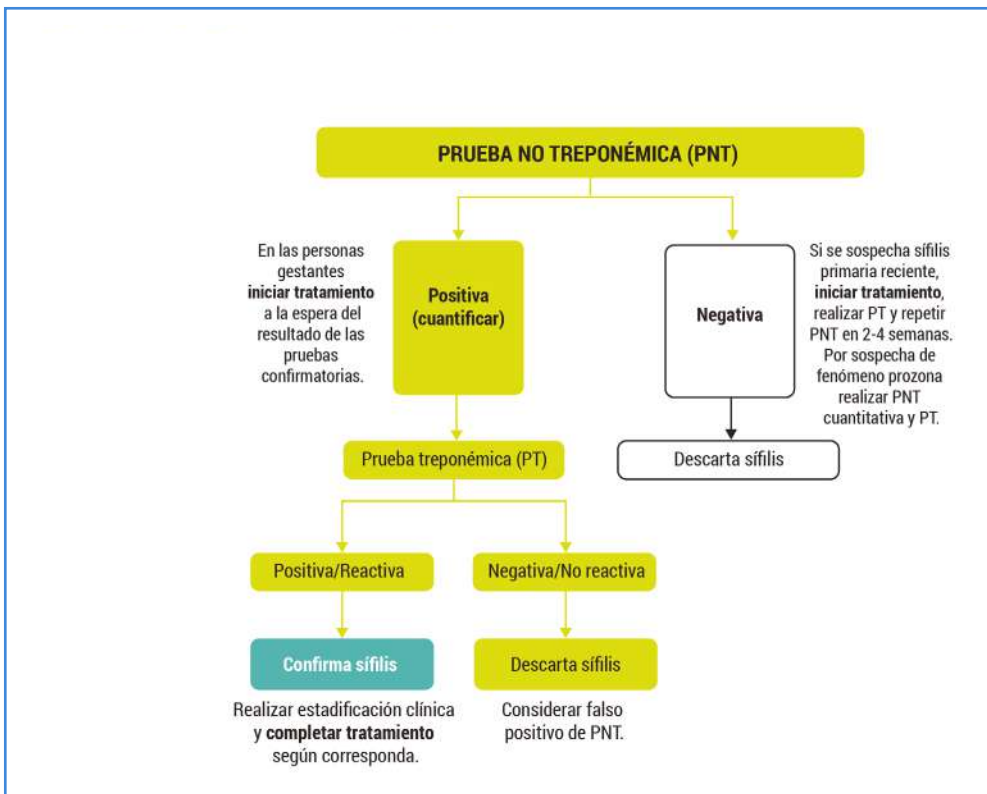 PRUEBA NO TREPONÉMICA (PNT)
En las personas
gestantes
iniciar tratamiento
a la espera del
resultado de las
pruebas
confirmatorias.
Positiva
(cuantificar)
Negativa
Si se sospecha sífilis
primaria reciente,
iniciar tratamiento,
realizar PT y repetir
PNT en 2-4 semanas.
Por sospecha de
fenómeno prozona
realizar PNT
cuantitativa y PT.
Prueba treponémica (PT)
Descarta sífilis
Positiva/Reactiva
Negativa/No reactiva
Confirma sífilis
Descarta sífilis
Realizar estadificación clínica
y completar tratamiento
según corresponda.
Considerar falso
positivo de PNT.